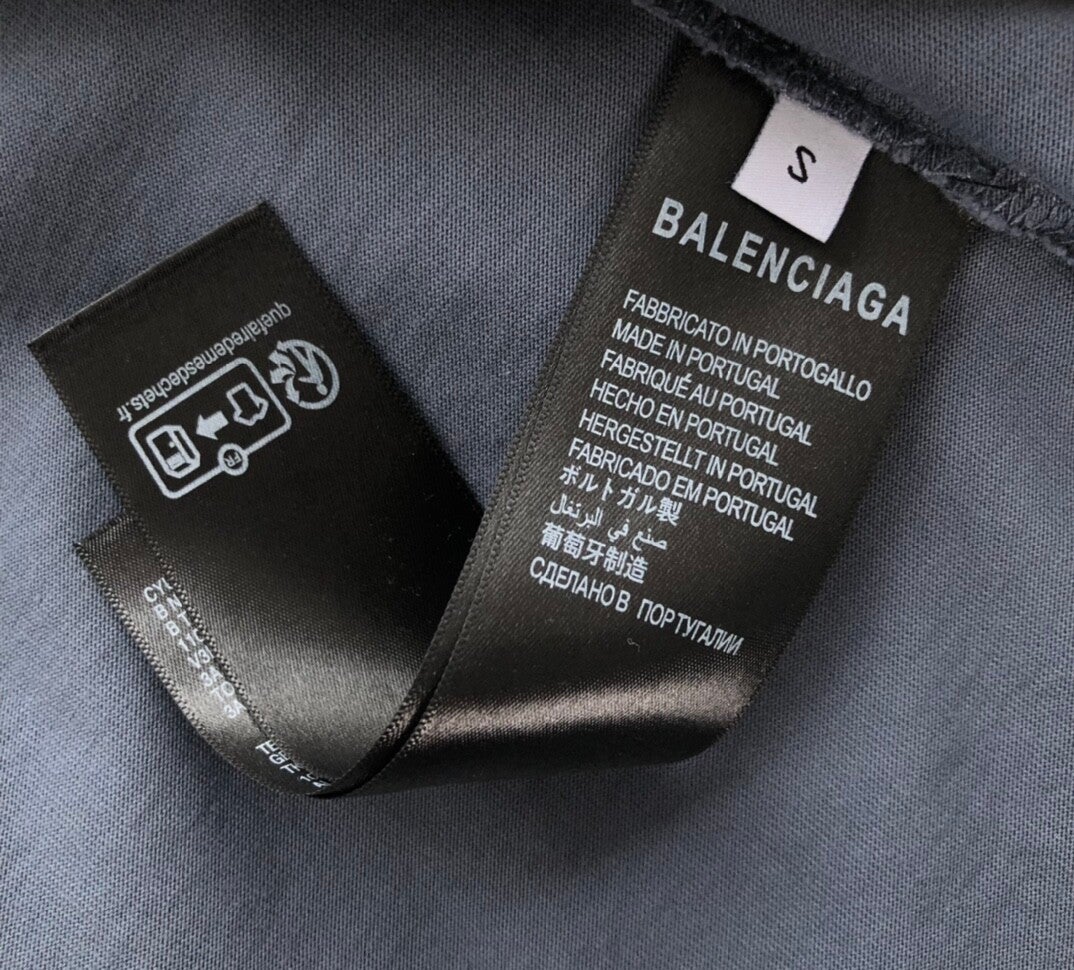 S
BALENCIAGA
FABBRICATO IN PORTOGALLO
MADE IN PORTUGAL
FABRIQUÉ AU PORTUGAL
HECHO EN PORTUGAL
HERGESTELLT IN PORTUGAL
FABRICADO EM PORTUGAL
ポルトガル製
صنع في البرتغال
葡萄牙制造
СДЕЛАНО В ПОРТУГАЛИИ
quefairedemesdechets.fr
FR